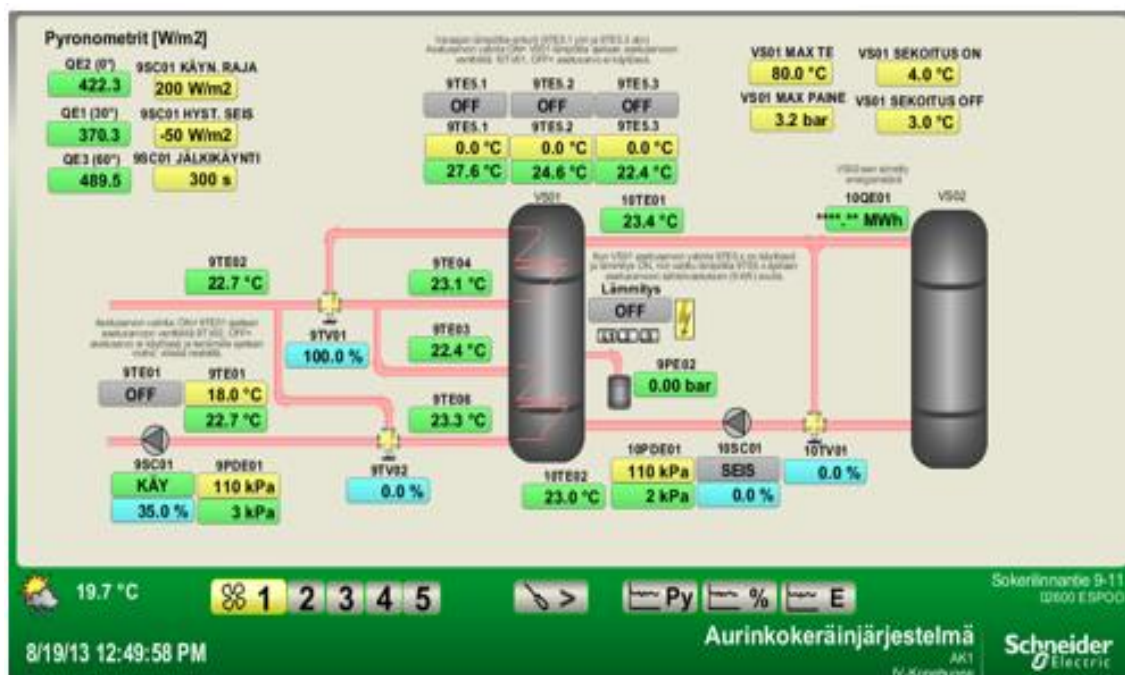 Pyronometrit [W/m2]
QE2 (0°) 9SC01 KÄYN. RAJA
422.3 200 W/m2
QE1 (30°) 9SC01 HYST. SEIS
370.3 -50 W/m2
QE3 (60°) 9SC01 JÄLKIKÄYNTI
489.5 300 s
9TE5.1 9TE5.2 9TE5.3
OFF OFF OFF
9TE5.1 9TE5.2 9TE5.3
0.0 °C 0.0 °C 0.0 °C
27.6 °C 24.6 °C 22.4 °C
VS01 MAX TE VS01 SEKOITUS ON
80.0 °C 4.0 °C
VS01 MAX PAINE VS01 SEKOITUS OFF
3.2 bar 3.0 °C
VS01 10TE01
23.4 °C
10QE01 VS02
****.** MWh
9TE02 9TE04
22.7 °C 23.1 °C
Lämmitys
OFF
9TV01 9TE03
100.0 % 22.4 °C
9PE02
0.00 bar
9TE01 9TE01
OFF 18.0 °C
22.7 °C
9TE06
23.3 °C
9SC01 9PDE01
KÄY 110 kPa
35.0 % 3 kPa
9TV02
0.0 %
10TE02
23.0 °C
10PDE01 10SC01 10TV01
110 kPa SEIS 0.0 %
2 kPa 0.0 %
19.7 °C
1 2 3 4 5
> Py % E
Sokerilinnantie 9-11
02600 ESPOO
8/19/13 12:49:58 PM
Aurinkokeräinjärjestelmä
AK1
IV-Konehuone
Schneider
Electric